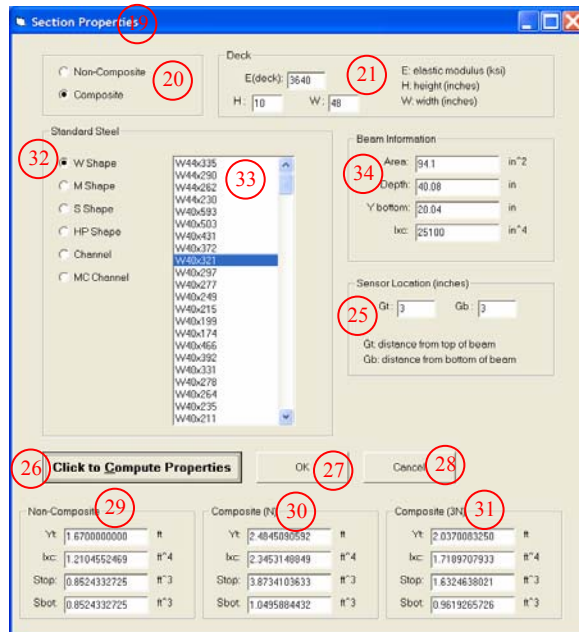 Section Properties 19
Non-Composite
Composite
20
Deck
E(deck): 3640
H: 10 W: 48
21
E: elastic modulus (ksi)
H: height (inches)
W: width (inches)
Standard Steel
32
W Shape
M Shape
S Shape
HP Shape
Channel
MC Channel
33
W44x335
W44x290
W44x262
W44x230
W40x593
W40x503
W40x431
W40x372
W40x321
W40x297
W40x277
W40x249
W40x215
W40x199
W40x174
W40x466
W40x392
W40x331
W40x278
W40x264
W40x235
W40x211
Beam Information
34
Area: 94.1 in^2
Depth: 40.08 in
Y bottom: 20.04 in
Ixc: 25100 in^4
Sensor Location (inches)
25
Gt: 3 Gb: 3
Gt: distance from top of beam
Gb: distance from bottom of beam
26 Click to Compute Properties
OK 27
Cancel 28
Non-Composite 29
Yt: 1.6700000000 ft
Ixc: 1.2104552469 ft^4
Stop: 0.8524332725 ft^3
Sbot: 0.8524332725 ft^3
Composite (N) 30
Yt: 2.4845090592 ft
Ixc: 2.3453148849 ft^4
Stop: 3.8734103633 ft^3
Sbot: 1.0495884432 ft^3
Composite (3N) 31
Yt: 2.0370083250 ft
Ixc: 1.7189707933 ft^4
Stop: 1.6324638021 ft^3
Sbot: 0.9619265726 ft^3